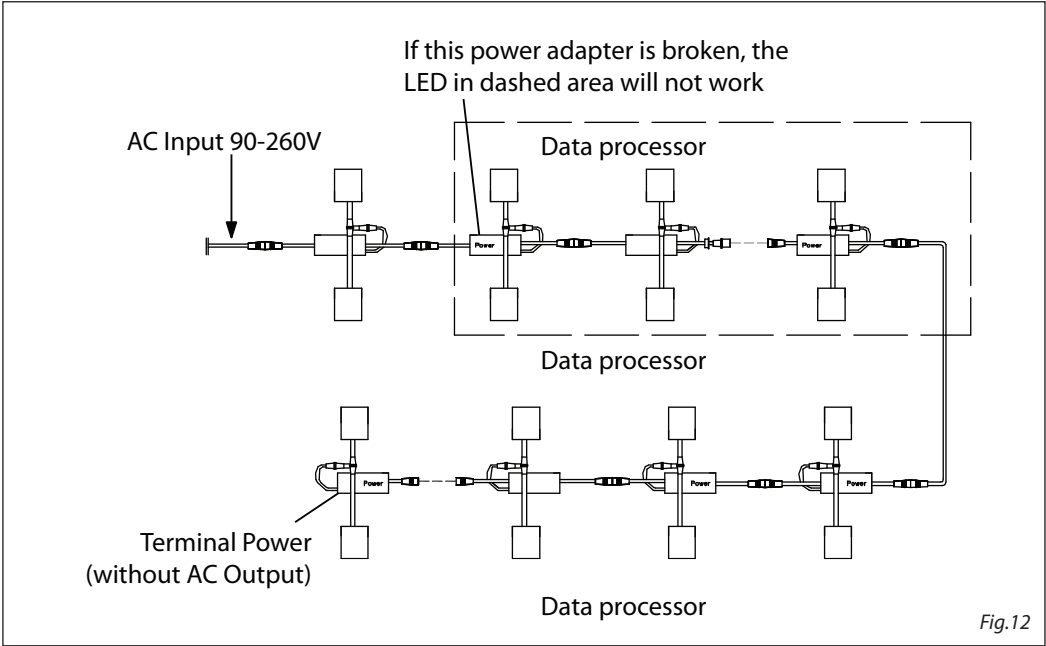 If this power adapter is broken, the
LED in dashed area will not work
AC Input 90-260V
Data processor
Power
Power
Data processor
Power
Power
Power
Terminal Power
(without AC Output)
Data processor
Fig.12